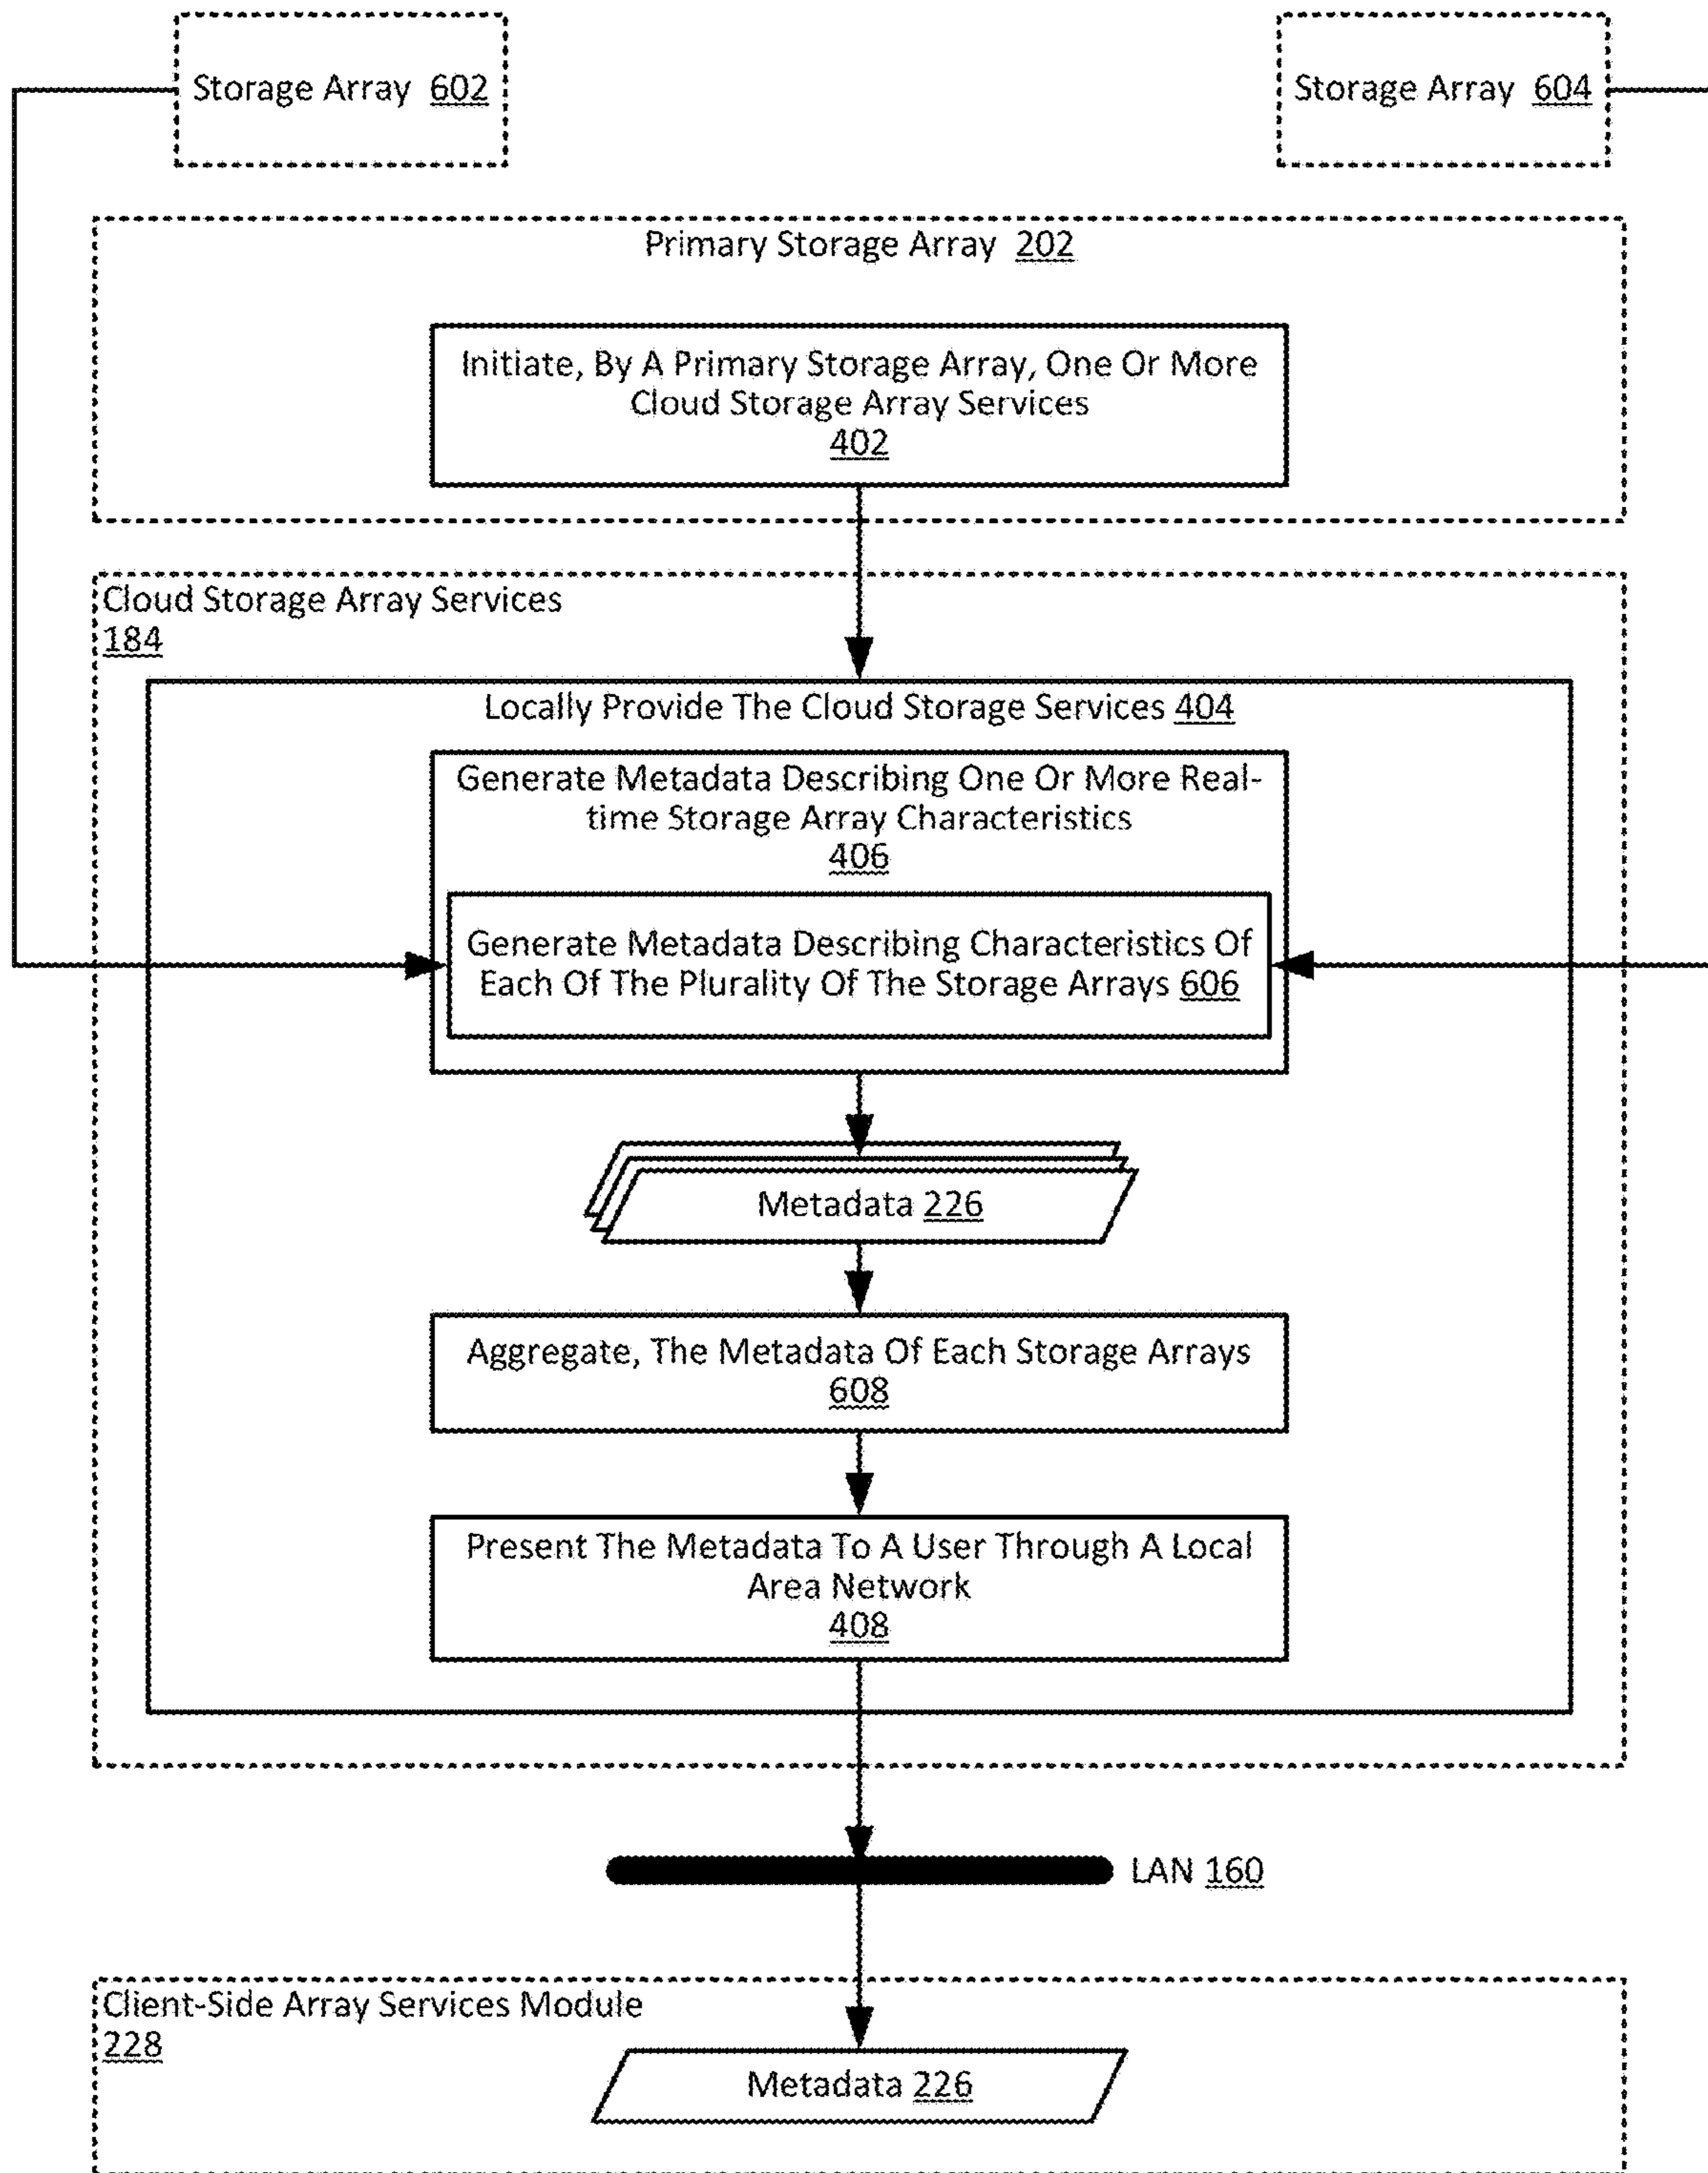 Storage Array 602
Storage Array 604
Primary Storage Array 202
Initiate, By A Primary Storage Array, One Or More
Cloud Storage Array Services
402
Cloud Storage Array Services
184
Locally Provide The Cloud Storage Services 404
Generate Metadata Describing One Or More Real-
time Storage Array Characteristics
406
Generate Metadata Describing Characteristics Of
Each Of The Plurality Of The Storage Arrays 606
Metadata 226
Aggregate, The Metadata Of Each Storage Arrays
608
Present The Metadata To A User Through A Local
Area Network
408
LAN 160
Client-Side Array Services Module
228
Metadata 226